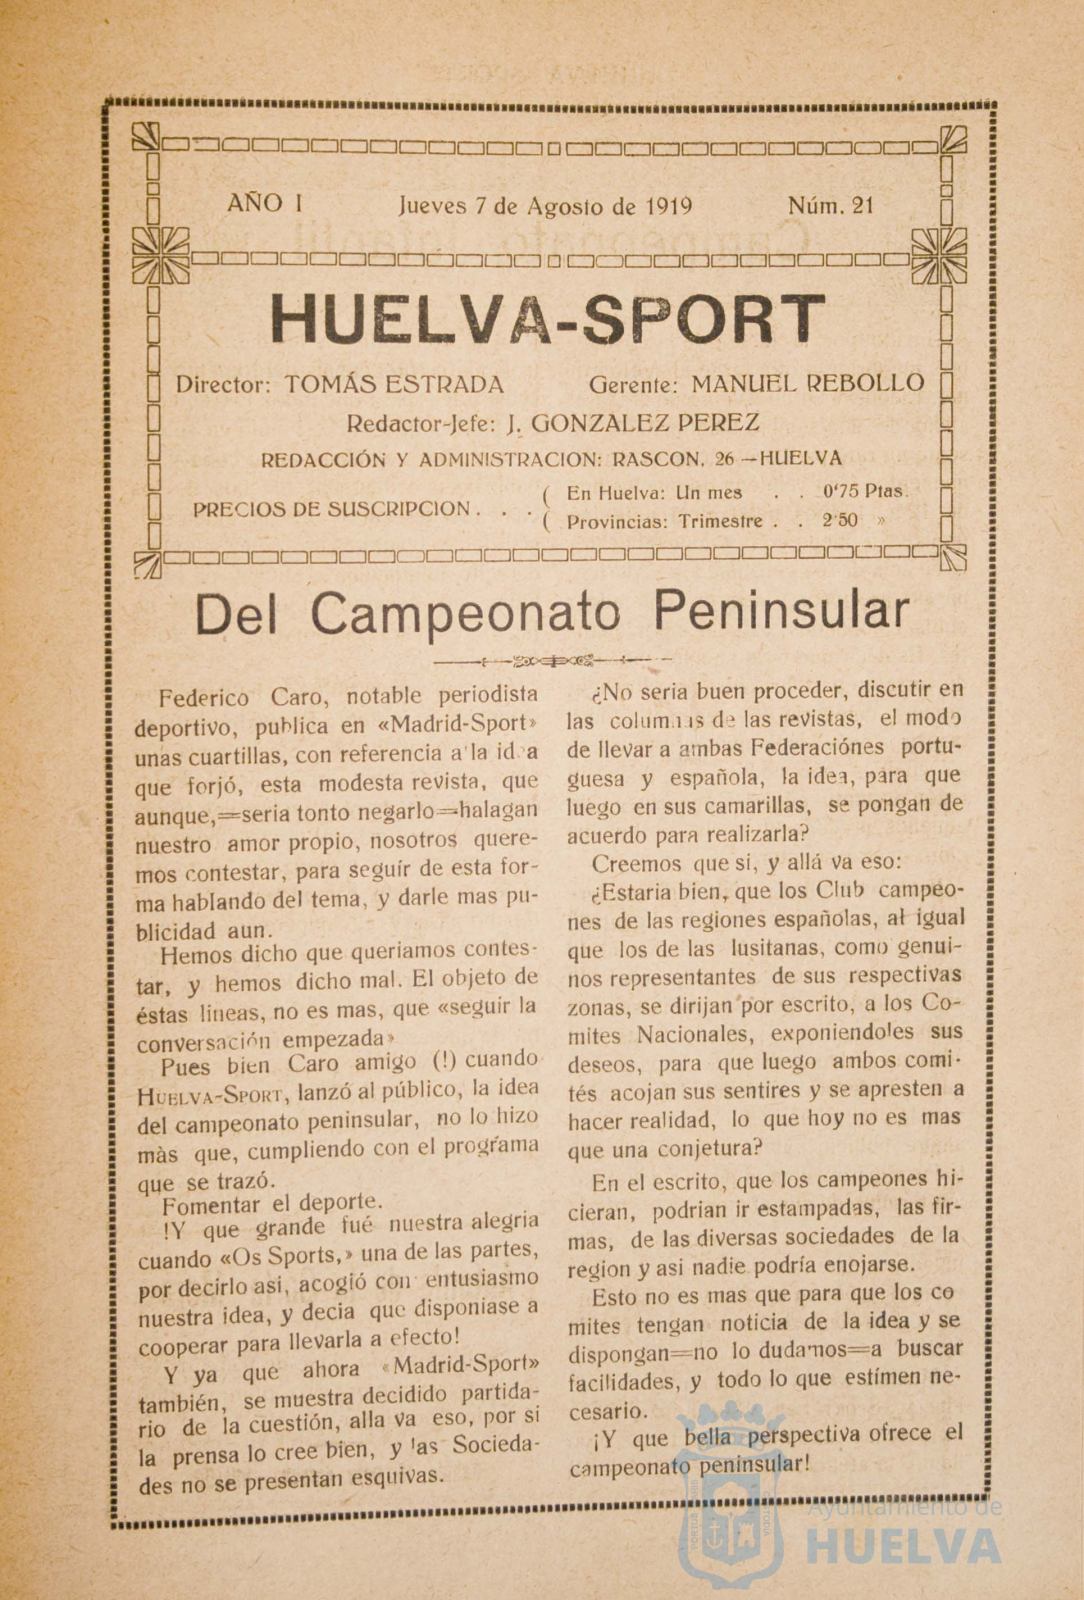 AÑO I Jueves 7 de Agosto de 1919 Núm. 21
HUELVA-SPORT
Director: TOMÁS ESTRADA Gerente: MANUEL REBOLLO
Redactor-Jefe: J. GONZALEZ PEREZ
REDACCIÓN Y ADMINISTRACION: RASCON, 26 —HUELVA
PRECIOS DE SUSCRIPCION . . . ( En Huelva: Un mes . . 0'75 Ptas.
( Provincias: Trimestre . . 2'50 »
Del Campeonato Peninsular
Federico Caro, notable periodista
deportivo, publica en «Madrid-Sport»
unas cuartillas, con referencia a la id a
que forjó, esta modesta revista, que
aunque,=seria tonto negarlo=halagan
nuestro amor propio, nosotros quere-
mos contestar, para seguír de esta for-
ma hablando del tema, y darle mas pu-
blicidad aun.
Hemos dicho que queriamos contes-
tar, y hemos dicho mal. El objeto de
éstas lineas, no es mas, que «seguir la
conversación empezada»
Pues bien Caro amigo (!) cuando
HUELVA-SPORT, lanzó al público, la idea
del campeonato peninsular, no lo hizo
màs que, cumpliendo con el programa
que se trazó.
Fomentar el deporte.
!Y que grande fué nuestra alegria
cuando «Os Sports,» una de las partes,
por decirlo asi, acogió con entusiasmo
nuestra idea, y decia que disponiase a
cooperar para llevarla a efecto!
Y ya que ahora «Madrid-Sport»
también, se muestra decidido partida-
rio de la cuestión, alla va eso, por si
la prensa lo cree bien, y las Socieda-
des no se presentan esquivas.
¿No seria buen proceder, discutir en
las columnas de las revistas, el modo
de llevar a ambas Federaciónes portu-
guesa y española, la idea, para que
luego en sus camarillas, se pongan de
acuerdo para realizarla?
Creemos que si, y allá va eso:
¿Estaria bien, que los Club campeo-
nes de las regiones españolas, al igual
que los de las lusitanas, como genui-
nos representantes de sus respectivas
zonas, se dirijan por escrito, a los Co-
mites Nacionales, exponiendoles sus
deseos, para que luego ambos comi-
tés acojan sus sentires y se apresten a
hacer realidad, lo que hoy no es mas
que una conjetura?
En el escrito, que los campeones hi-
cieran, podrian ir estampadas, las fir-
mas, de las diversas sociedades de la
region y asi nadie podría enojarse.
Esto no es mas que para que los co
mites tengan noticia de la idea y se
dispongan=no lo dudamos=a buscar
facilidades, y todo lo que estímen ne-
cesario.
¡Y que bella perspectiva ofrece el
campeonato peninsular!
Ayuntamiento de
HUELVA